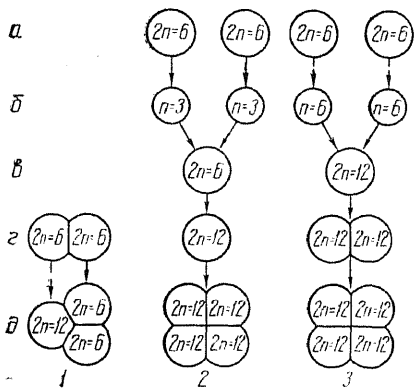 а 2n=6 2n=6 2n=6 2n=6
б n=3 n=3 n=6 n=6
в 2n=6 2n=12
г 2n=6 2n=6 2n=12 2n=12 2n=12
2n=6 2n=12 2n=12 2n=12 2n=12
д 2n=12
2n=6 2n=12 2n=12 2n=12 2n=12
1 2 3